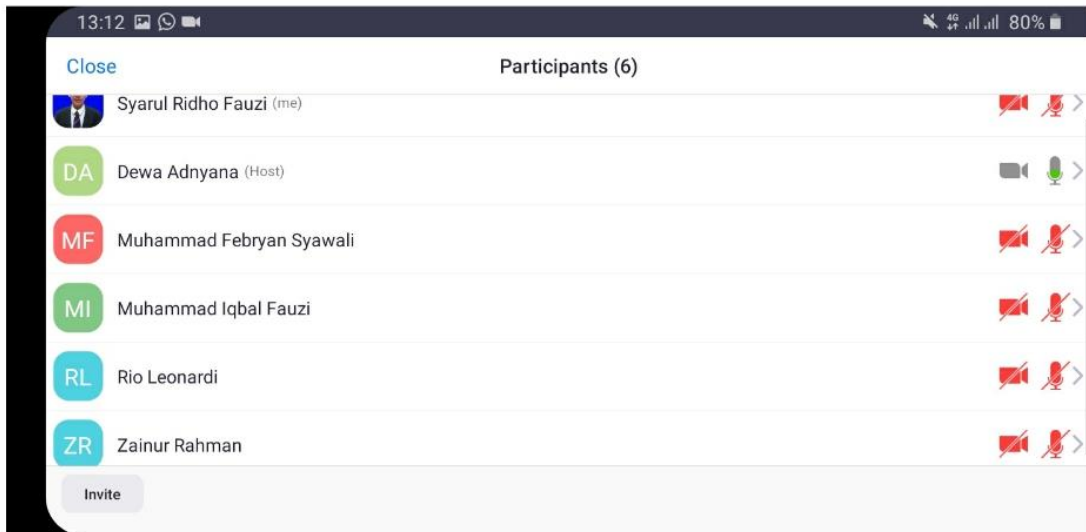 13:12 4G 80%
Close Participants (6)
Syarul Ridho Fauzi (me)
DA Dewa Adnyana (Host)
MF Muhammad Febryan Syawali
MI Muhammad Iqbal Fauzi
RL Rio Leonardi
ZR Zainur Rahman
Invite